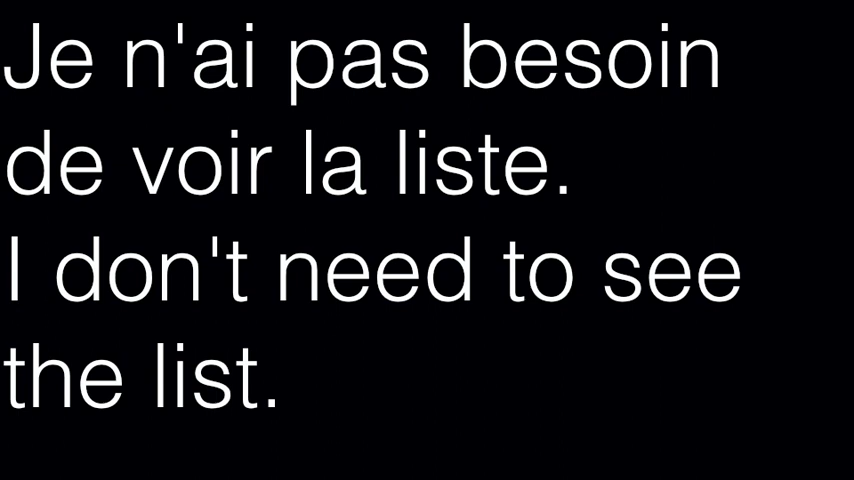 Je n'ai pas besoin
de voir la liste.
I don't need to see
the list.